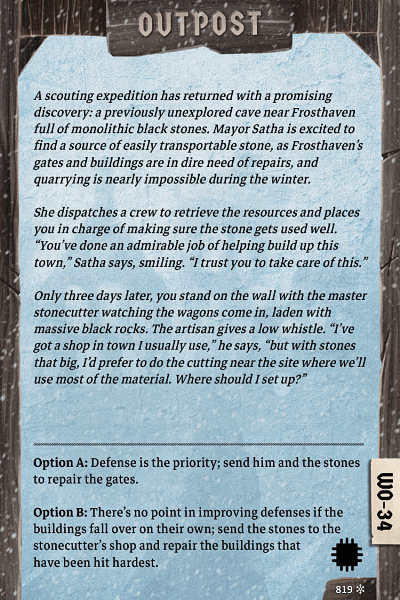 OUTPOST
A scouting expedition has returned with a promising
discovery: a previously unexplored cave near Frosthaven
full of monolithic black stones. Mayor Satha is excited to
find a source of easily transportable stone, as Frosthaven's
gates and buildings are in dire need of repairs, and
quarrying is nearly impossible during the winter.
She dispatches a crew to retrieve the resources and places
you in charge of making sure the stone gets used well.
“You've done an admirable job of helping build up this
town,” Satha says, smiling. “I trust you to take care of this.”
Only three days later, you stand on the wall with the master
stonecutter watching the wagons come in, laden with
massive black rocks. The artisan gives a low whistle. “I've
got a shop in town I usually use,” he says, “but with stones
that big, I'd prefer to do the cutting near the site where we'll
use most of the material. Where should I set up?”
Option A: Defense is the priority; send him and the stones
to repair the gates.
Option B: There's no point in improving defenses if the
buildings fall over on their own; send the stones to the
stonecutter's shop and repair the buildings that
have been hit hardest.
WO-34
819